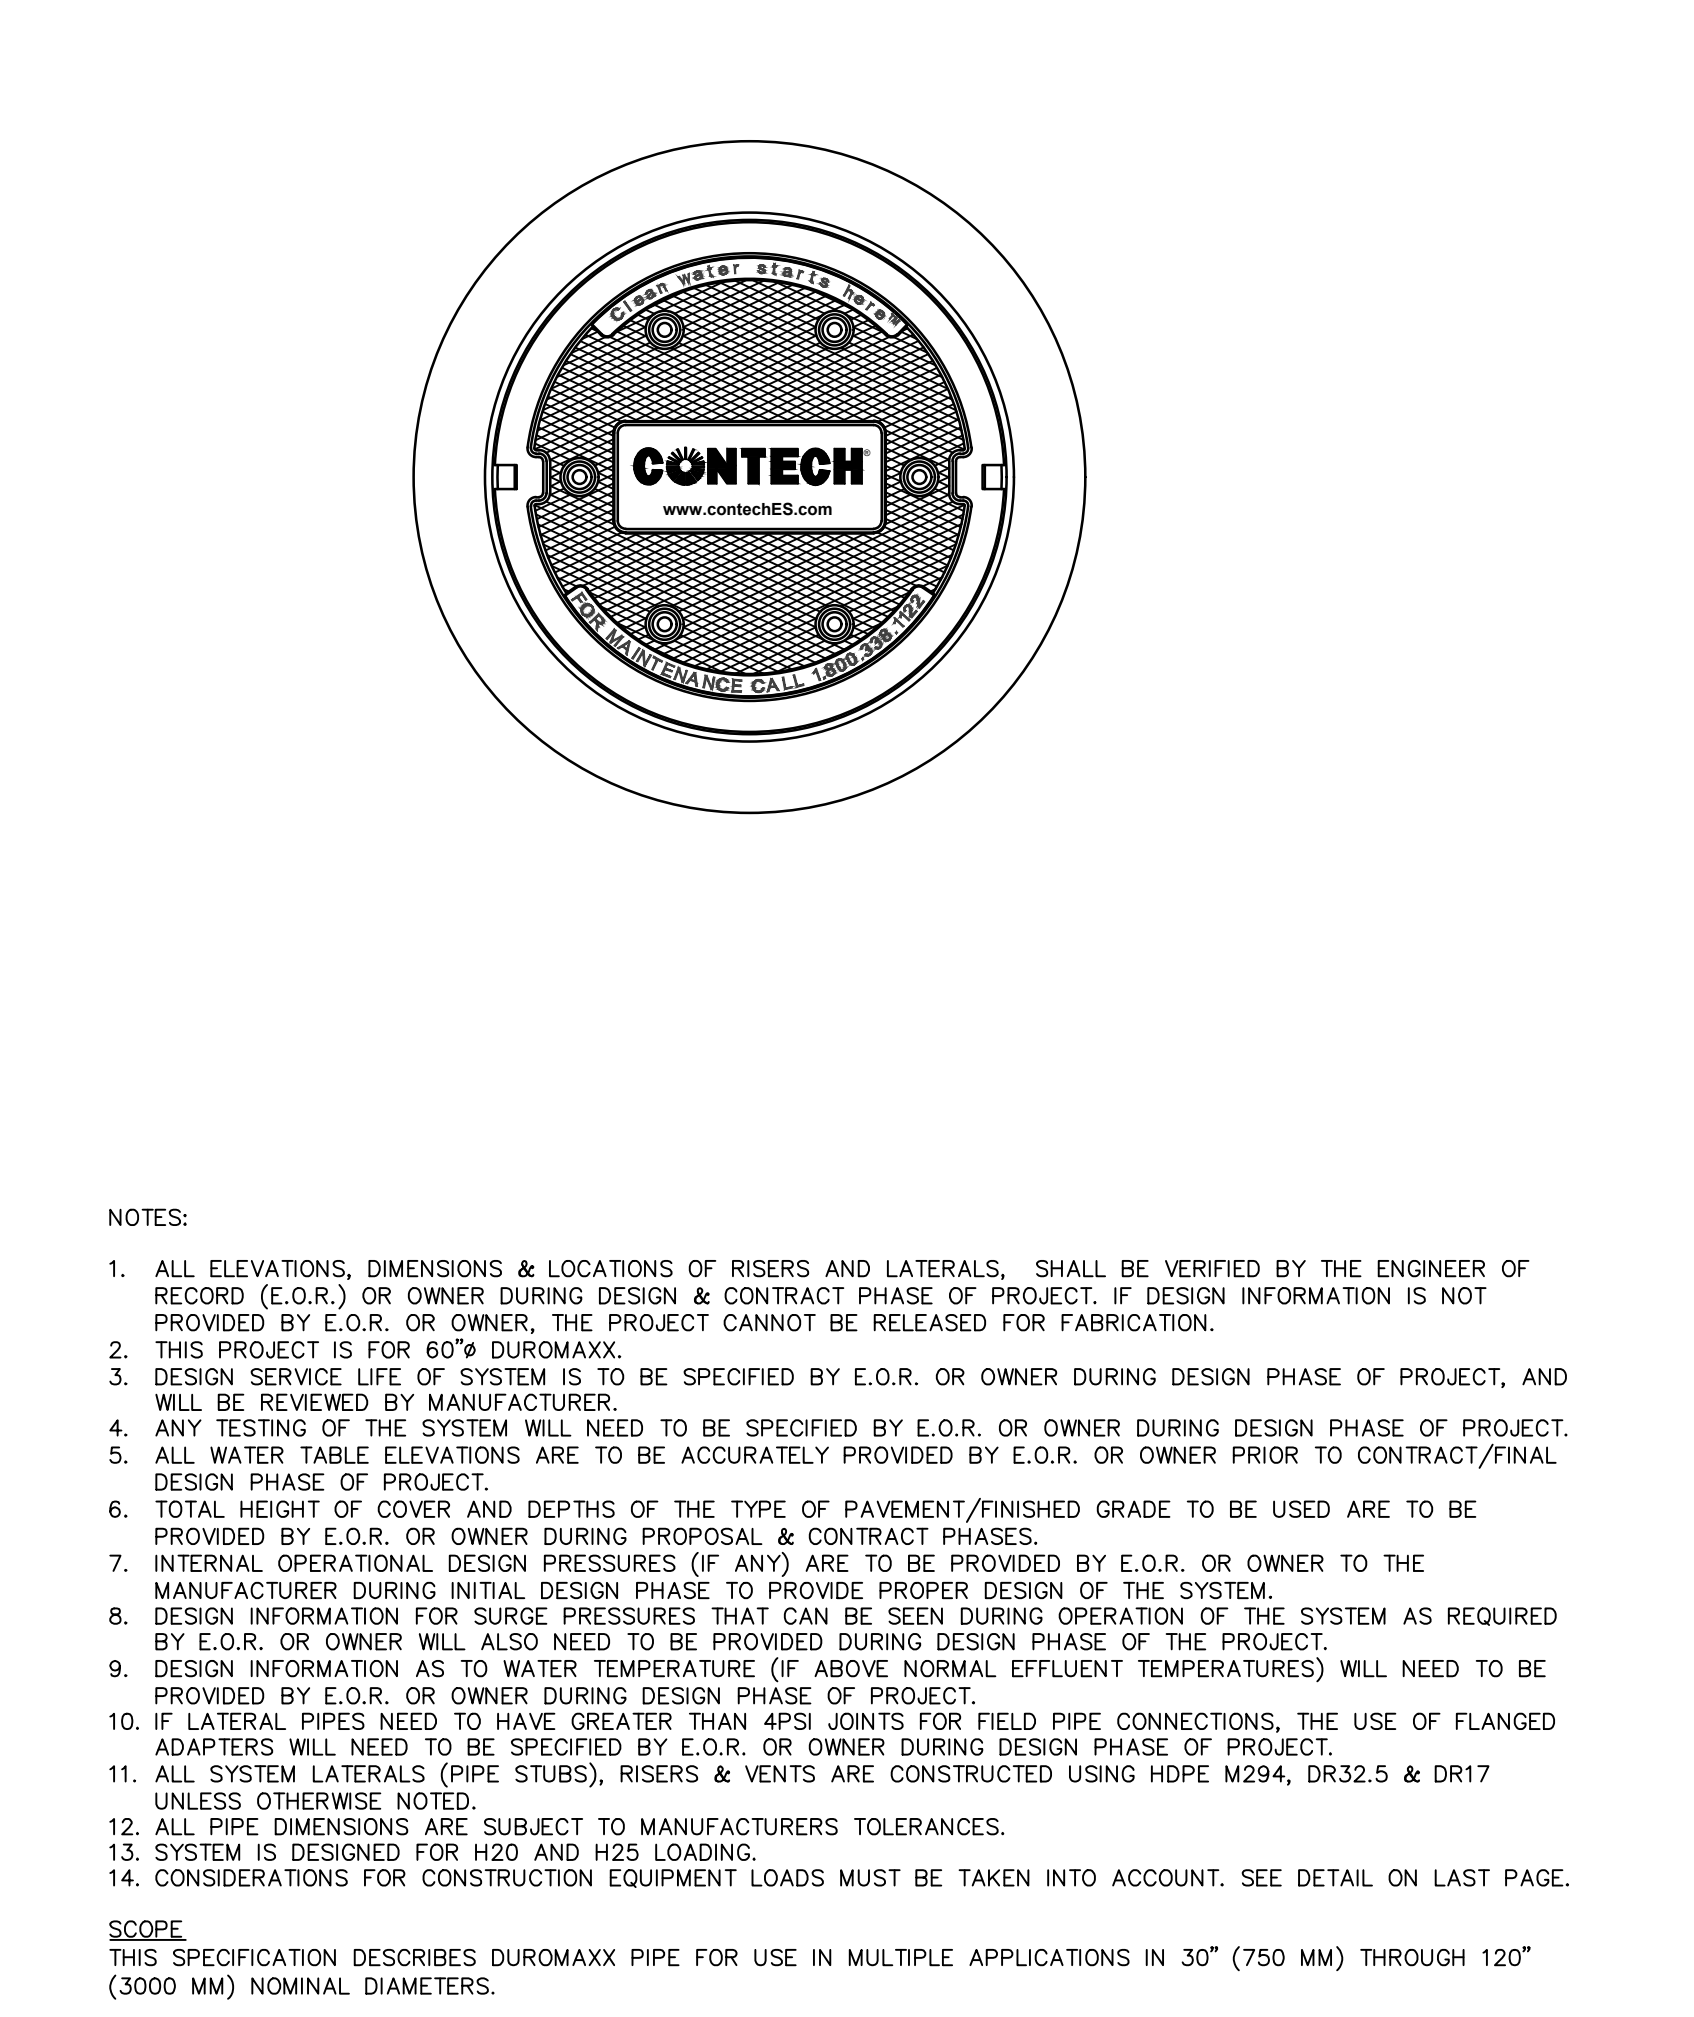 Clean water starts here™
CONTECH®
www.contechES.com
FOR MAINTENANCE CALL 1.800.338.1122
NOTES:
1. ALL ELEVATIONS, DIMENSIONS & LOCATIONS OF RISERS AND LATERALS, SHALL BE VERIFIED BY THE ENGINEER OF
RECORD (E.O.R.) OR OWNER DURING DESIGN & CONTRACT PHASE OF PROJECT. IF DESIGN INFORMATION IS NOT
PROVIDED BY E.O.R. OR OWNER, THE PROJECT CANNOT BE RELEASED FOR FABRICATION.
2. THIS PROJECT IS FOR 60"ø DUROMAXX.
3. DESIGN SERVICE LIFE OF SYSTEM IS TO BE SPECIFIED BY E.O.R. OR OWNER DURING DESIGN PHASE OF PROJECT, AND
WILL BE REVIEWED BY MANUFACTURER.
4. ANY TESTING OF THE SYSTEM WILL NEED TO BE SPECIFIED BY E.O.R. OR OWNER DURING DESIGN PHASE OF PROJECT.
5. ALL WATER TABLE ELEVATIONS ARE TO BE ACCURATELY PROVIDED BY E.O.R. OR OWNER PRIOR TO CONTRACT/FINAL
DESIGN PHASE OF PROJECT.
6. TOTAL HEIGHT OF COVER AND DEPTHS OF THE TYPE OF PAVEMENT/FINISHED GRADE TO BE USED ARE TO BE
PROVIDED BY E.O.R. OR OWNER DURING PROPOSAL & CONTRACT PHASES.
7. INTERNAL OPERATIONAL DESIGN PRESSURES (IF ANY) ARE TO BE PROVIDED BY E.O.R. OR OWNER TO THE
MANUFACTURER DURING INITIAL DESIGN PHASE TO PROVIDE PROPER DESIGN OF THE SYSTEM.
8. DESIGN INFORMATION FOR SURGE PRESSURES THAT CAN BE SEEN DURING OPERATION OF THE SYSTEM AS REQUIRED
BY E.O.R. OR OWNER WILL ALSO NEED TO BE PROVIDED DURING DESIGN PHASE OF THE PROJECT.
9. DESIGN INFORMATION AS TO WATER TEMPERATURE (IF ABOVE NORMAL EFFLUENT TEMPERATURES) WILL NEED TO BE
PROVIDED BY E.O.R. OR OWNER DURING DESIGN PHASE OF PROJECT.
10. IF LATERAL PIPES NEED TO HAVE GREATER THAN 4PSI JOINTS FOR FIELD PIPE CONNECTIONS, THE USE OF FLANGED
ADAPTERS WILL NEED TO BE SPECIFIED BY E.O.R. OR OWNER DURING DESIGN PHASE OF PROJECT.
11. ALL SYSTEM LATERALS (PIPE STUBS), RISERS & VENTS ARE CONSTRUCTED USING HDPE M294, DR32.5 & DR17
UNLESS OTHERWISE NOTED.
12. ALL PIPE DIMENSIONS ARE SUBJECT TO MANUFACTURERS TOLERANCES.
13. SYSTEM IS DESIGNED FOR H20 AND H25 LOADING.
14. CONSIDERATIONS FOR CONSTRUCTION EQUIPMENT LOADS MUST BE TAKEN INTO ACCOUNT. SEE DETAIL ON LAST PAGE.
SCOPE
THIS SPECIFICATION DESCRIBES DUROMAXX PIPE FOR USE IN MULTIPLE APPLICATIONS IN 30" (750 MM) THROUGH 120"
(3000 MM) NOMINAL DIAMETERS.